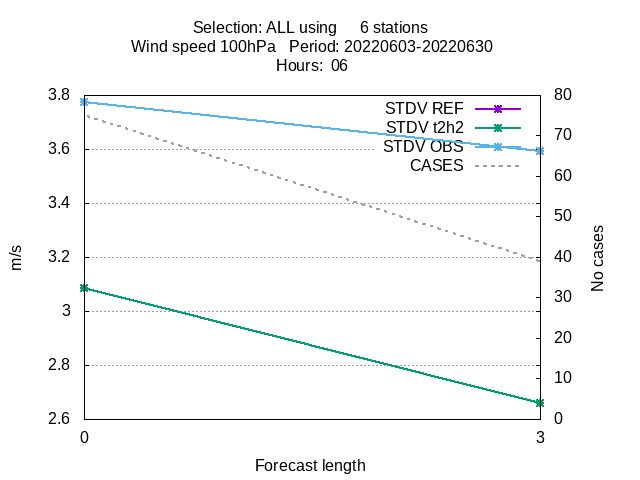 Selection: ALL using 6 stations
Wind speed 100hPa Period: 20220603-20220630
Hours: 06
3.8
3.6
3.4
3.2
3
2.8
2.6
80
70
60
50
40
30
20
10
0
STDV REF
STDV t2h2
STDV OBS
CASES
m/s
No cases
0
3
Forecast length